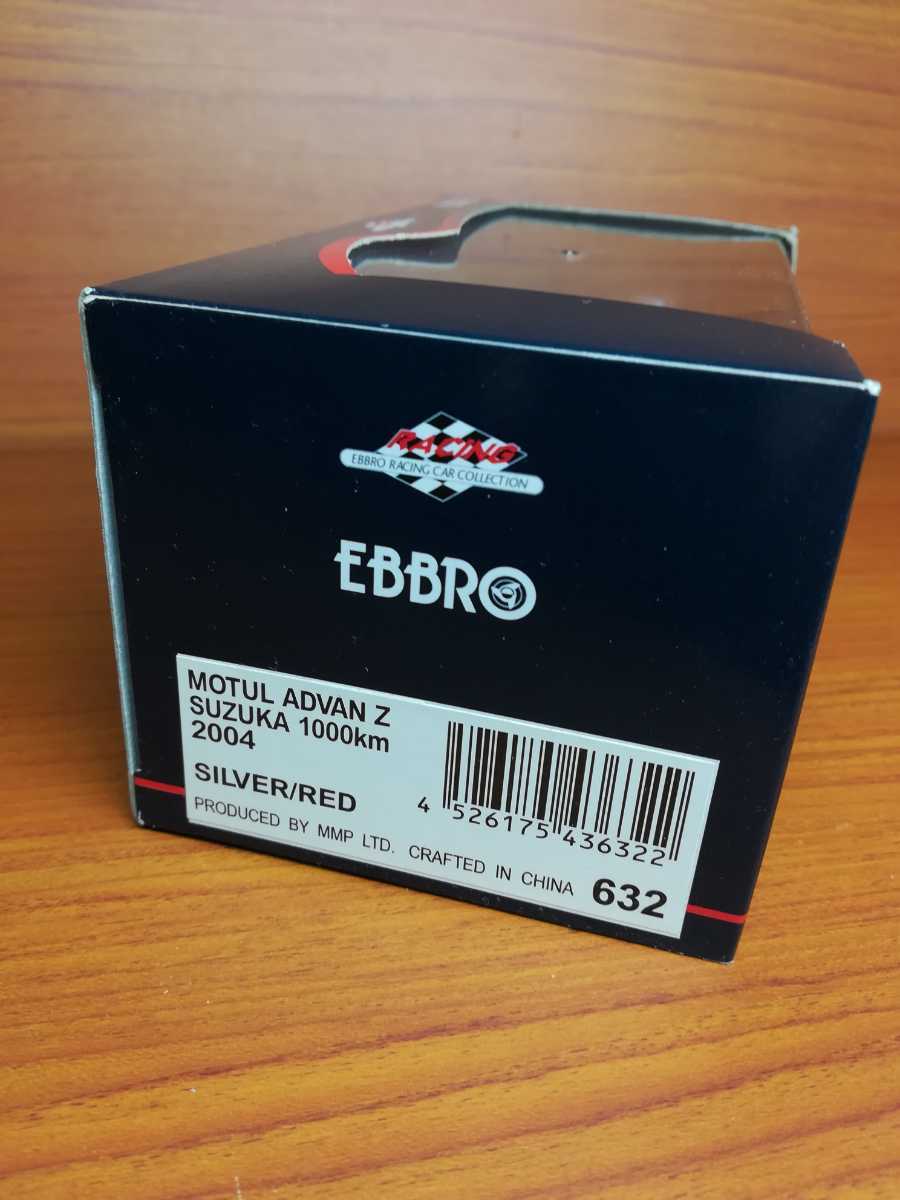 RACING
EBBRO RACING CAR COLLECTION
EBBRO
MOTUL ADVAN Z
SUZUKA 1000km
2004
SILVER/RED
4 526175 436322
PRODUCED BY MMP LTD. CRAFTED IN CHINA 632